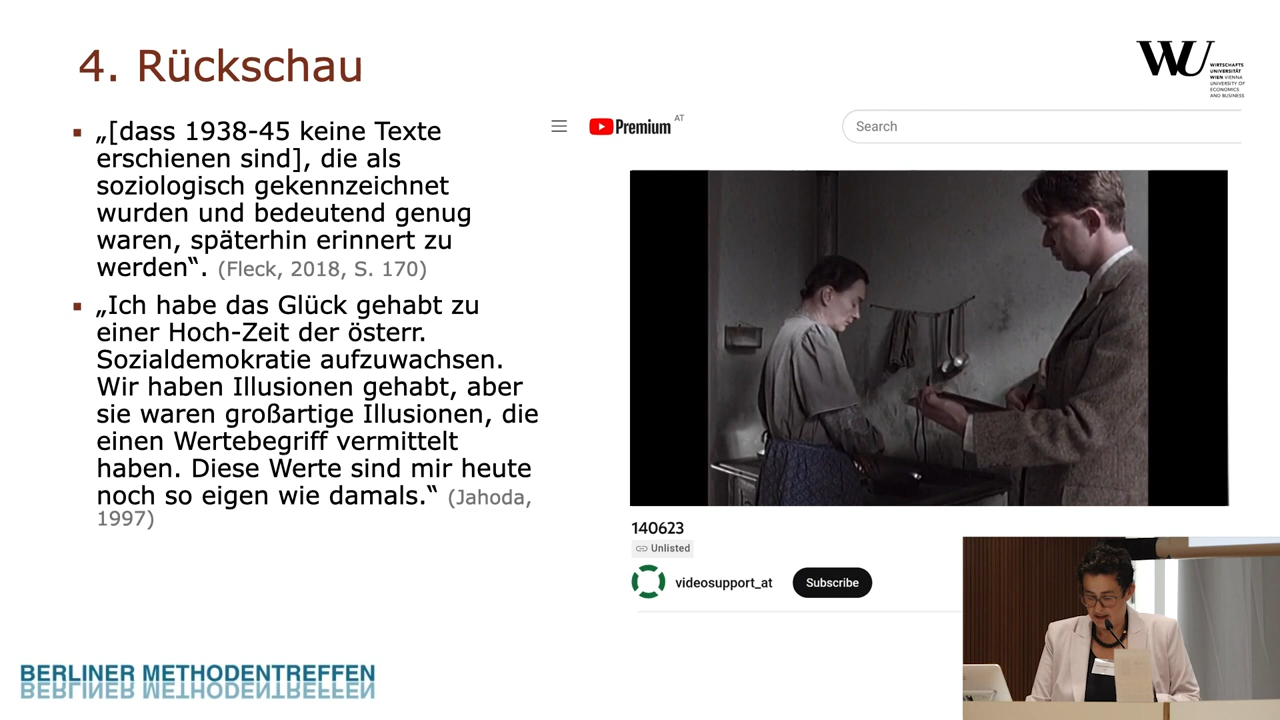 4. Rückschau
WU
WIRTSCHAFTS
UNIVERSITÄT
WIEN VIENNA
UNIVERSITY OF
ECONOMICS
AND BUSINESS
„[dass 1938-45 keine Texte
erschienen sind], die als
soziologisch gekennzeichnet
wurden und bedeutend genug
waren, späterhin erinnert zu
werden“. (Fleck, 2018, S. 170)
„Ich habe das Glück gehabt zu
einer Hoch-Zeit der österr.
Sozialdemokratie aufzuwachsen.
Wir haben Illusionen gehabt, aber
sie waren großartige Illusionen, die
einen Wertebegriff vermittelt
haben. Diese Werte sind mir heute
noch so eigen wie damals.“ (Jahoda,
1997)
Premium AT
Search
140623
Unlisted
videosupport_at
Subscribe
BERLINER METHODENTREFFEN